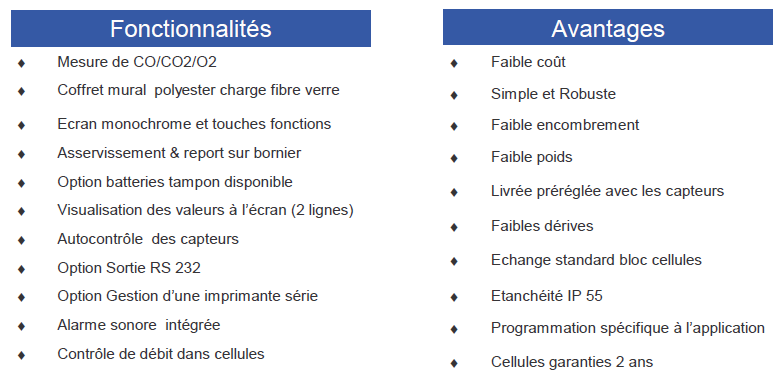 Fonctionnalités
♦ Mesure de CO/CO2/O2
♦ Coffret mural polyester charge fibre verre
♦ Ecran monochrome et touches fonctions
♦ Asservissement & report sur bornier
♦ Option batteries tampon disponible
♦ Visualisation des valeurs à l’écran (2 lignes)
♦ Autocontrôle des capteurs
♦ Option Sortie RS 232
♦ Option Gestion d’une imprimante série
♦ Alarme sonore intégrée
♦ Contrôle de débit dans cellules
Avantages
♦ Faible coût
♦ Simple et Robuste
♦ Faible encombrement
♦ Faible poids
♦ Livrée préréglée avec les capteurs
♦ Faibles dérives
♦ Echange standard bloc cellules
♦ Etanchéité IP 55
♦ Programmation spécifique à l’application
♦ Cellules garanties 2 ans